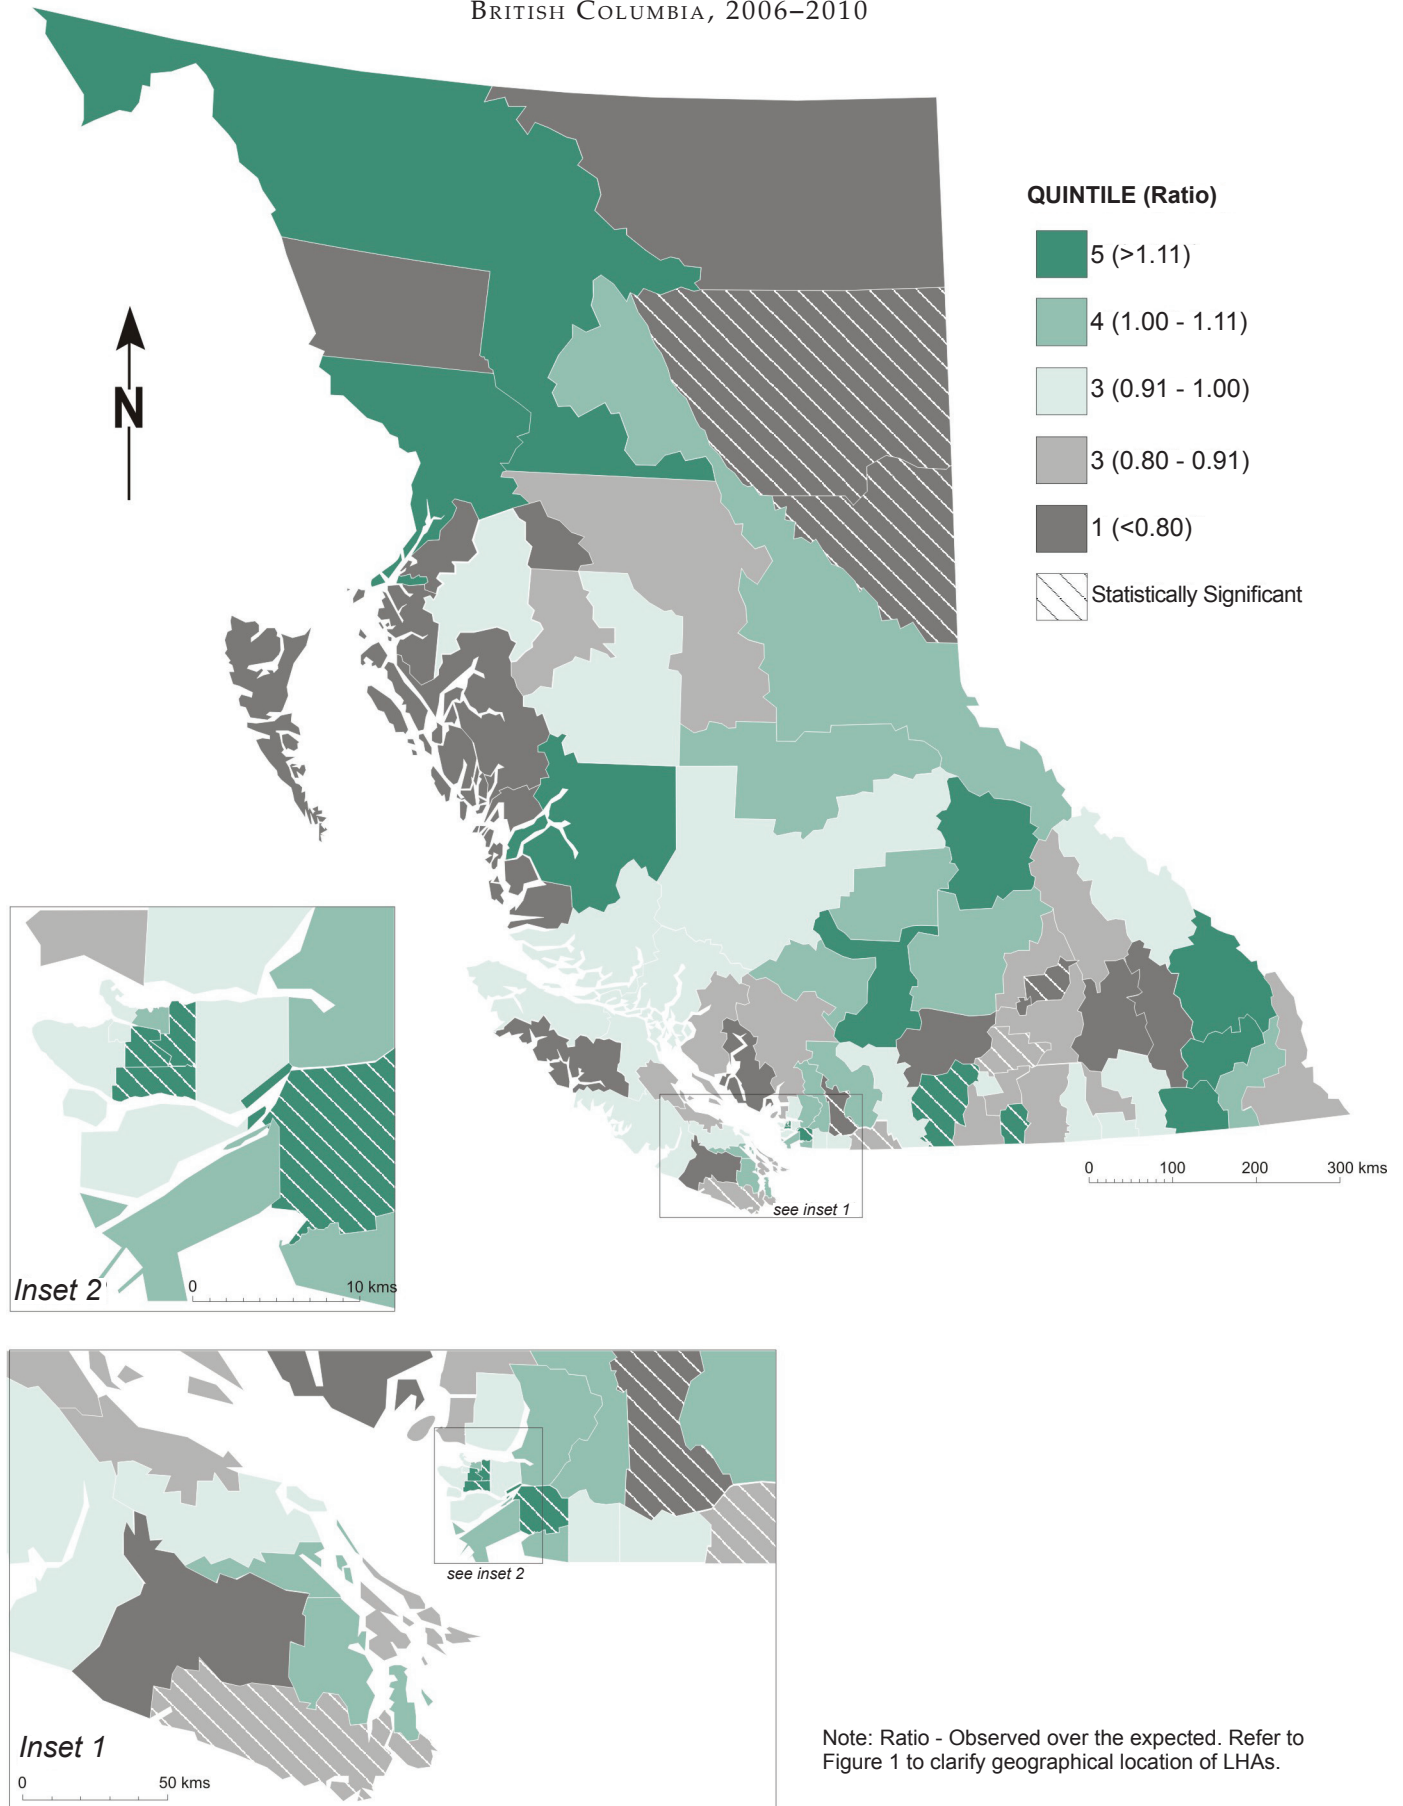 BRITISH COLUMBIA, 2006–2010
QUINTILE (Ratio)
5 (>1.11)
4 (1.00 - 1.11)
3 (0.91 - 1.00)
3 (0.80 - 0.91)
1 (<0.80)
Statistically Significant
N
0 100 200 300 kms
see inset 1
Inset 2
0 10 kms
see inset 2
Inset 1
0 50 kms
Note: Ratio - Observed over the expected. Refer to
Figure 1 to clarify geographical location of LHAs.